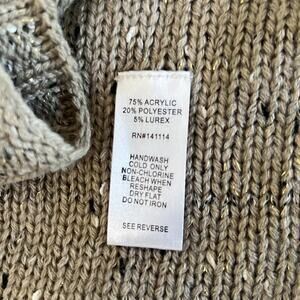 75% ACRYLIC
20% POLYESTER
5% LUREX
RN#141114
HANDWASH
COLD ONLY
NON-CHLORINE
BLEACH WHEN
RESHAPE
DRY FLAT
DO NOT IRON
SEE REVERSE